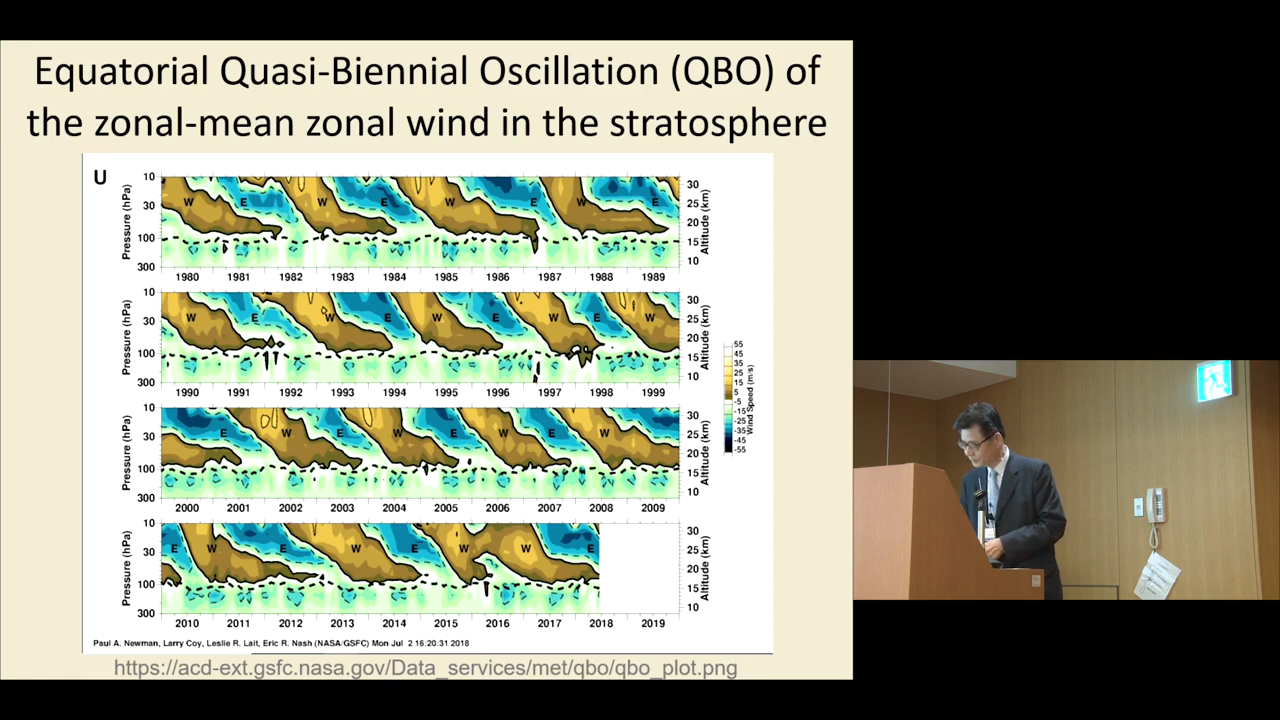 Equatorial Quasi-Biennial Oscillation (QBO) of
the zonal-mean zonal wind in the stratosphere
U
Pressure (hPa)
10
30
100
300
W E W E W E W E
30
25
20
15
10
Altitude (km)
1980 1981 1982 1983 1984 1985 1986 1987 1988 1989
Pressure (hPa)
10
30
100
300
W E W E W E W E W
30
25
20
15
10
Altitude (km)
1990 1991 1992 1993 1994 1995 1996 1997 1998 1999
Pressure (hPa)
10
30
100
300
E W E W E W E W E
30
25
20
15
10
Altitude (km)
2000 2001 2002 2003 2004 2005 2006 2007 2008 2009
Pressure (hPa)
10
30
100
300
E W E W E W W E
30
25
20
15
10
Altitude (km)
2010 2011 2012 2013 2014 2015 2016 2017 2018 2019
55
45
35
25
15
5
-5
-15
-25
-35
-45
-55
Wind Speed (m/s)
Paul A. Newman, Larry Coy, Leslie R. Lait, Eric R. Nash (NASA/GSFC) Mon Jul 2 16:20:31 2018
https://acd-ext.gsfc.nasa.gov/Data_services/met/qbo/qbo_plot.png